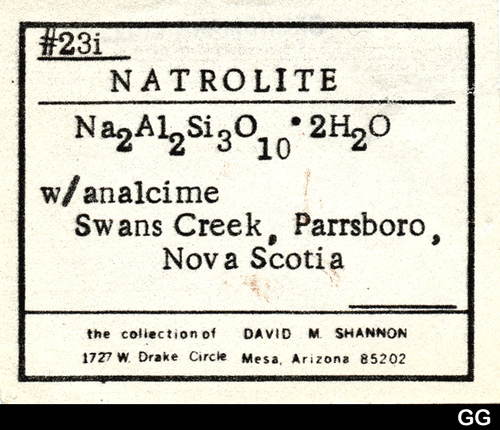 #23i
NATROLITE
Na₂Al₂Si₃O₁₀•2H₂O
w/analcime
Swans Creek, Parrsboro,
Nova Scotia
the collection of DAVID M. SHANNON
1727 W. Drake Circle Mesa, Arizona 85202
GG